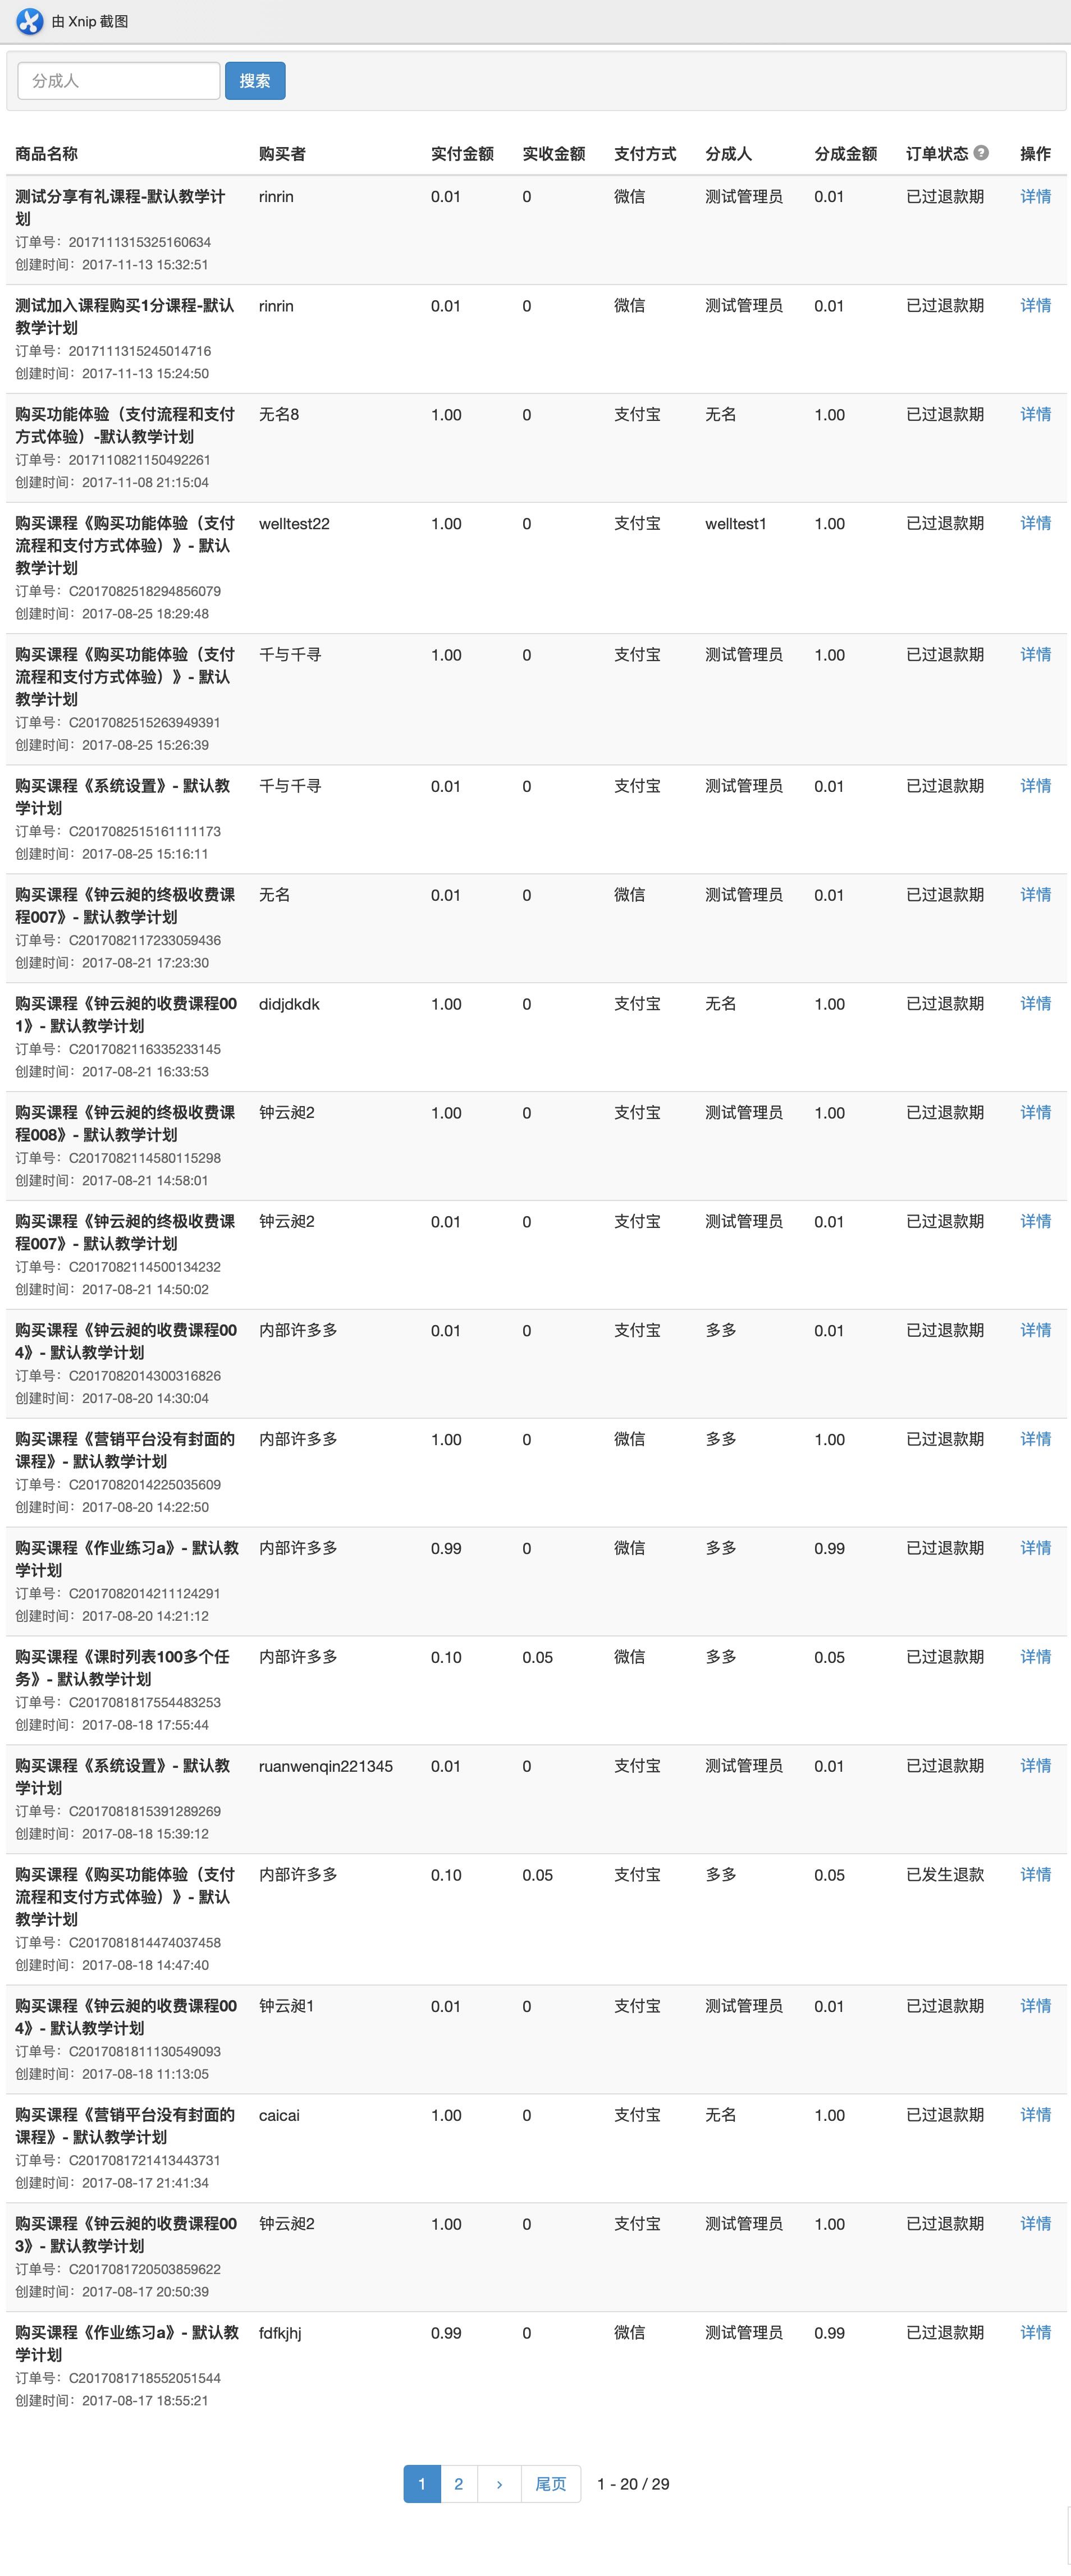 由 Xnip 截图
分成人 搜索
商品名称 购买者 实付金额 实收金额 支付方式 分成人 分成金额 订单状态 ? 操作
测试分享有礼课程-默认教学计 rinrin 0.01 0 微信 测试管理员 0.01 已过退款期 详情
划
订单号：2017111315325160634
创建时间：2017-11-13 15:32:51
测试加入课程购买1分课程-默认 rinrin 0.01 0 微信 测试管理员 0.01 已过退款期 详情
教学计划
订单号：2017111315245014716
创建时间：2017-11-13 15:24:50
购买功能体验（支付流程和支付 无名8 1.00 0 支付宝 无名 1.00 已过退款期 详情
方式体验）-默认教学计划
订单号：2017110821150492261
创建时间：2017-11-08 21:15:04
购买课程《购买功能体验（支付 welltest22 1.00 0 支付宝 welltest1 1.00 已过退款期 详情
流程和支付方式体验）》- 默认
教学计划
订单号：C2017082518294856079
创建时间：2017-08-25 18:29:48
购买课程《购买功能体验（支付 千与千寻 1.00 0 支付宝 测试管理员 1.00 已过退款期 详情
流程和支付方式体验）》- 默认
教学计划
订单号：C2017082515263949391
创建时间：2017-08-25 15:26:39
购买课程《系统设置》- 默认教 千与千寻 0.01 0 支付宝 测试管理员 0.01 已过退款期 详情
学计划
订单号：C2017082515161111173
创建时间：2017-08-25 15:16:11
购买课程《钟云昶的终极收费课 无名 0.01 0 微信 测试管理员 0.01 已过退款期 详情
程007》- 默认教学计划
订单号：C2017082117233059436
创建时间：2017-08-21 17:23:30
购买课程《钟云昶的收费课程00 didjdkdk 1.00 0 支付宝 无名 1.00 已过退款期 详情
1》- 默认教学计划
订单号：C2017082116335233145
创建时间：2017-08-21 16:33:53
购买课程《钟云昶的终极收费课 钟云昶2 1.00 0 支付宝 测试管理员 1.00 已过退款期 详情
程008》- 默认教学计划
订单号：C2017082114580115298
创建时间：2017-08-21 14:58:01
购买课程《钟云昶的终极收费课 钟云昶2 0.01 0 支付宝 测试管理员 0.01 已过退款期 详情
程007》- 默认教学计划
订单号：C2017082114500134232
创建时间：2017-08-21 14:50:02
购买课程《钟云昶的收费课程00 内部许多多 0.01 0 支付宝 多多 0.01 已过退款期 详情
4》- 默认教学计划
订单号：C2017082014300316826
创建时间：2017-08-20 14:30:04
购买课程《营销平台没有封面的 内部许多多 1.00 0 微信 多多 1.00 已过退款期 详情
课程》- 默认教学计划
订单号：C2017082014225035609
创建时间：2017-08-20 14:22:50
购买课程《作业练习a》- 默认教 内部许多多 0.99 0 微信 多多 0.99 已过退款期 详情
学计划
订单号：C2017082014211124291
创建时间：2017-08-20 14:21:12
购买课程《课时列表100多个任 内部许多多 0.10 0.05 微信 多多 0.05 已过退款期 详情
务》- 默认教学计划
订单号：C2017081817554483253
创建时间：2017-08-18 17:55:44
购买课程《系统设置》- 默认教 ruanwenqin221345 0.01 0 支付宝 测试管理员 0.01 已过退款期 详情
学计划
订单号：C2017081815391289269
创建时间：2017-08-18 15:39:12
购买课程《购买功能体验（支付 内部许多多 0.10 0.05 支付宝 多多 0.05 已发生退款 详情
流程和支付方式体验）》- 默认
教学计划
订单号：C2017081814474037458
创建时间：2017-08-18 14:47:40
购买课程《钟云昶的收费课程00 钟云昶1 0.01 0 支付宝 测试管理员 0.01 已过退款期 详情
4》- 默认教学计划
订单号：C2017081811130549093
创建时间：2017-08-18 11:13:05
购买课程《营销平台没有封面的 caicai 1.00 0 支付宝 无名 1.00 已过退款期 详情
课程》- 默认教学计划
订单号：C2017081721413443731
创建时间：2017-08-17 21:41:34
购买课程《钟云昶的收费课程00 钟云昶2 1.00 0 支付宝 测试管理员 1.00 已过退款期 详情
3》- 默认教学计划
订单号：C2017081720503859622
创建时间：2017-08-17 20:50:39
购买课程《作业练习a》- 默认教 fdfkjhj 0.99 0 微信 测试管理员 0.99 已过退款期 详情
学计划
订单号：C2017081718552051544
创建时间：2017-08-17 18:55:21
1 2 › 尾页 1 - 20 / 29